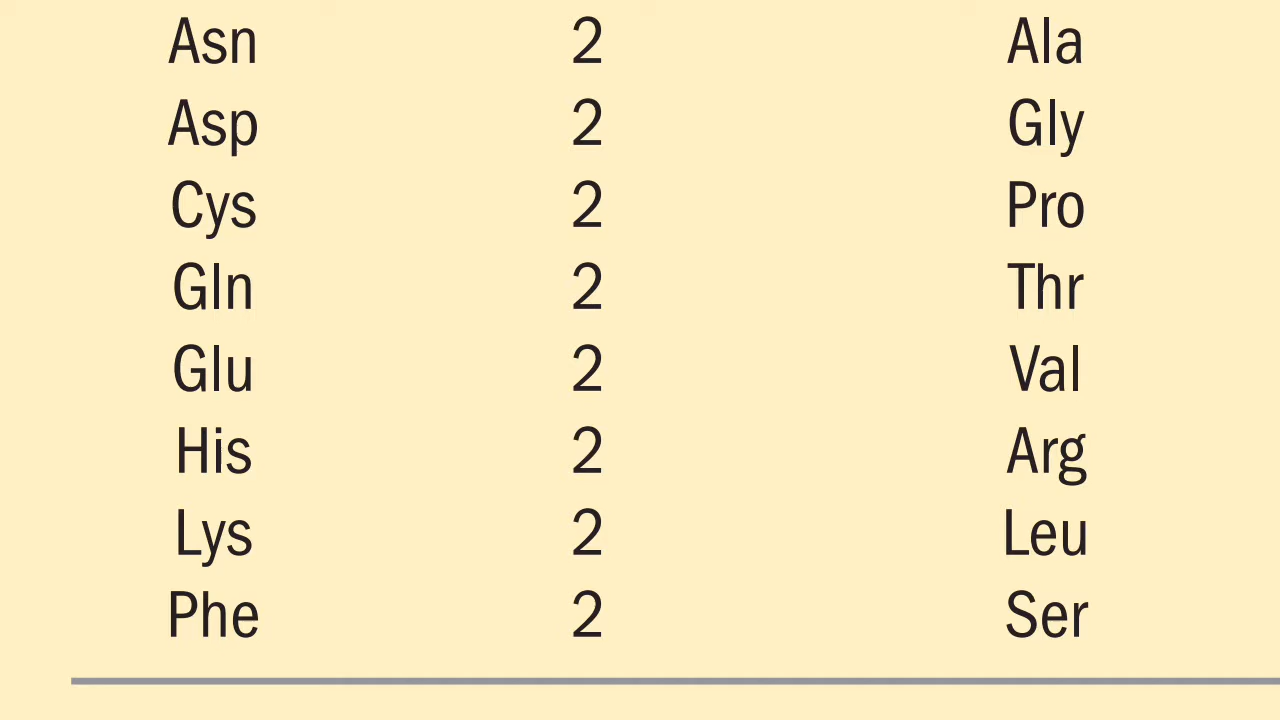 Asn 2 Ala
Asp 2 Gly
Cys 2 Pro
Gln 2 Thr
Glu 2 Val
His 2 Arg
Lys 2 Leu
Phe 2 Ser